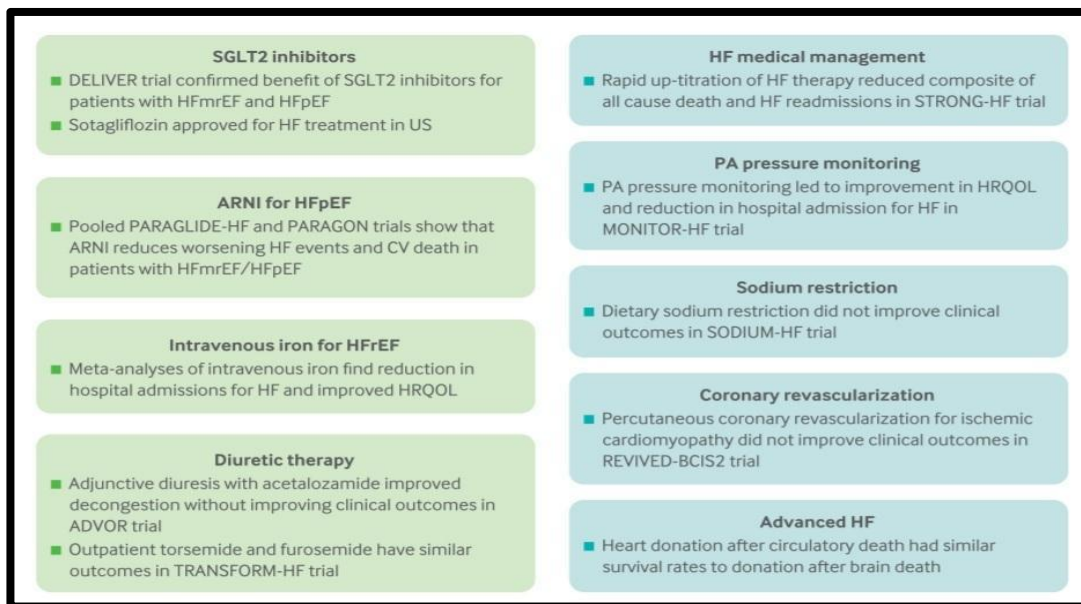 SGLT2 inhibitors
■ DELIVER trial confirmed benefit of SGLT2 inhibitors for
patients with HFmrEF and HFpEF
■ Sotagliflozin approved for HF treatment in US
ARNI for HFpEF
■ Pooled PARAGLIDE-HF and PARAGON trials show that
ARNI reduces worsening HF events and CV death in
patients with HFmrEF/HFpEF
Intravenous iron for HFrEF
■ Meta-analyses of intravenous iron find reduction in
hospital admissions for HF and improved HRQOL
Diuretic therapy
■ Adjunctive diuresis with acetalozamide improved
decongestion without improving clinical outcomes in
ADVOR trial
■ Outpatient torsemide and furosemide have similar
outcomes in TRANSFORM-HF trial
HF medical management
■ Rapid up-titration of HF therapy reduced composite of
all cause death and HF readmissions in STRONG-HF trial
PA pressure monitoring
■ PA pressure monitoring led to improvement in HRQOL
and reduction in hospital admission for HF in
MONITOR-HF trial
Sodium restriction
■ Dietary sodium restriction did not improve clinical
outcomes in SODIUM-HF trial
Coronary revascularization
■ Percutaneous coronary revascularization for ischemic
cardiomyopathy did not improve clinical outcomes in
REVIVED-BCIS2 trial
Advanced HF
■ Heart donation after circulatory death had similar
survival rates to donation after brain death